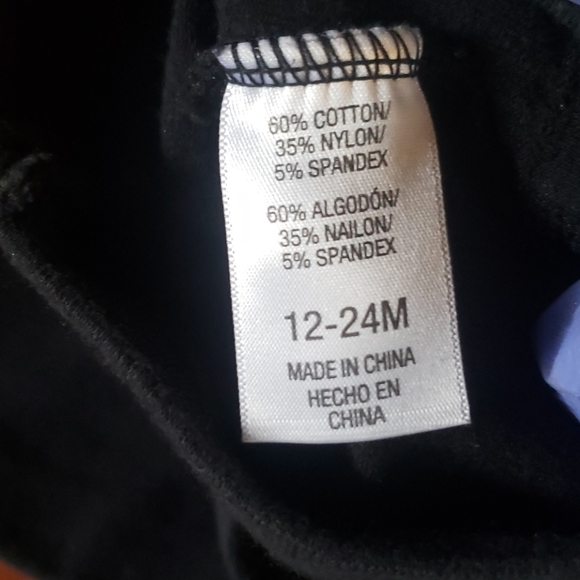 60% COTTON/
35% NYLON/
5% SPANDEX
60% ALGODÓN/
35% NAILON/
5% SPANDEX
12-24M
MADE IN CHINA
HECHO EN
CHINA